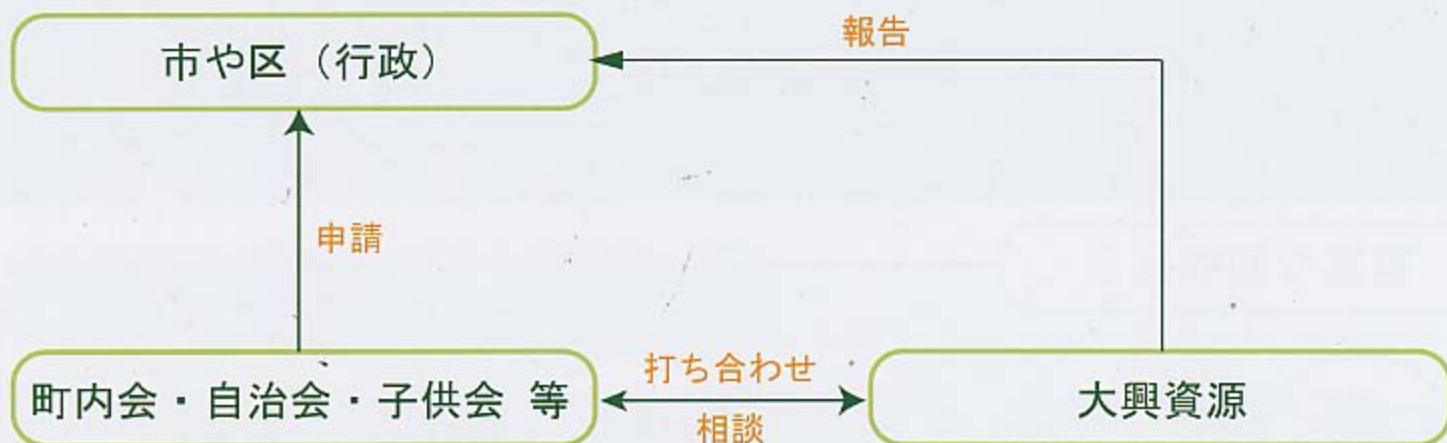 報告
市や区（行政）
申請
打ち合わせ
町内会・自治会・子供会 等
大興資源
相談